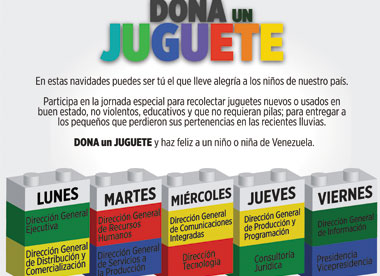 DONA UN
JUGUETE
En estas navidades puedes ser tú el que lleve alegría a los niños de nuestro país.
Participa en la jornada especial para recolectar juguetes nuevos o usados en
buen estado, no violentos, educativos y que no requieran pilas; para entregar a
los pequeños que perdieron sus pertenencias en las recientes lluvias.
DONA un JUGUETE y haz feliz a un niño o niña de Venezuela.
LUNES
Dirección General
Ejecutiva
Dirección General
de Distribución y
Comercialización
MARTES
Dirección General
de Recursos
Humanos
Dirección General
de Servicios a
la Producción
MIÉRCOLES
Dirección General
de Comunicaciones
Integradas
Dirección
Tecnología
JUEVES
Dirección General
de Producción y
Programación
Consultoría
Jurídica
VIERNES
Dirección General
de Información
Presidencia
Vicepresidencia